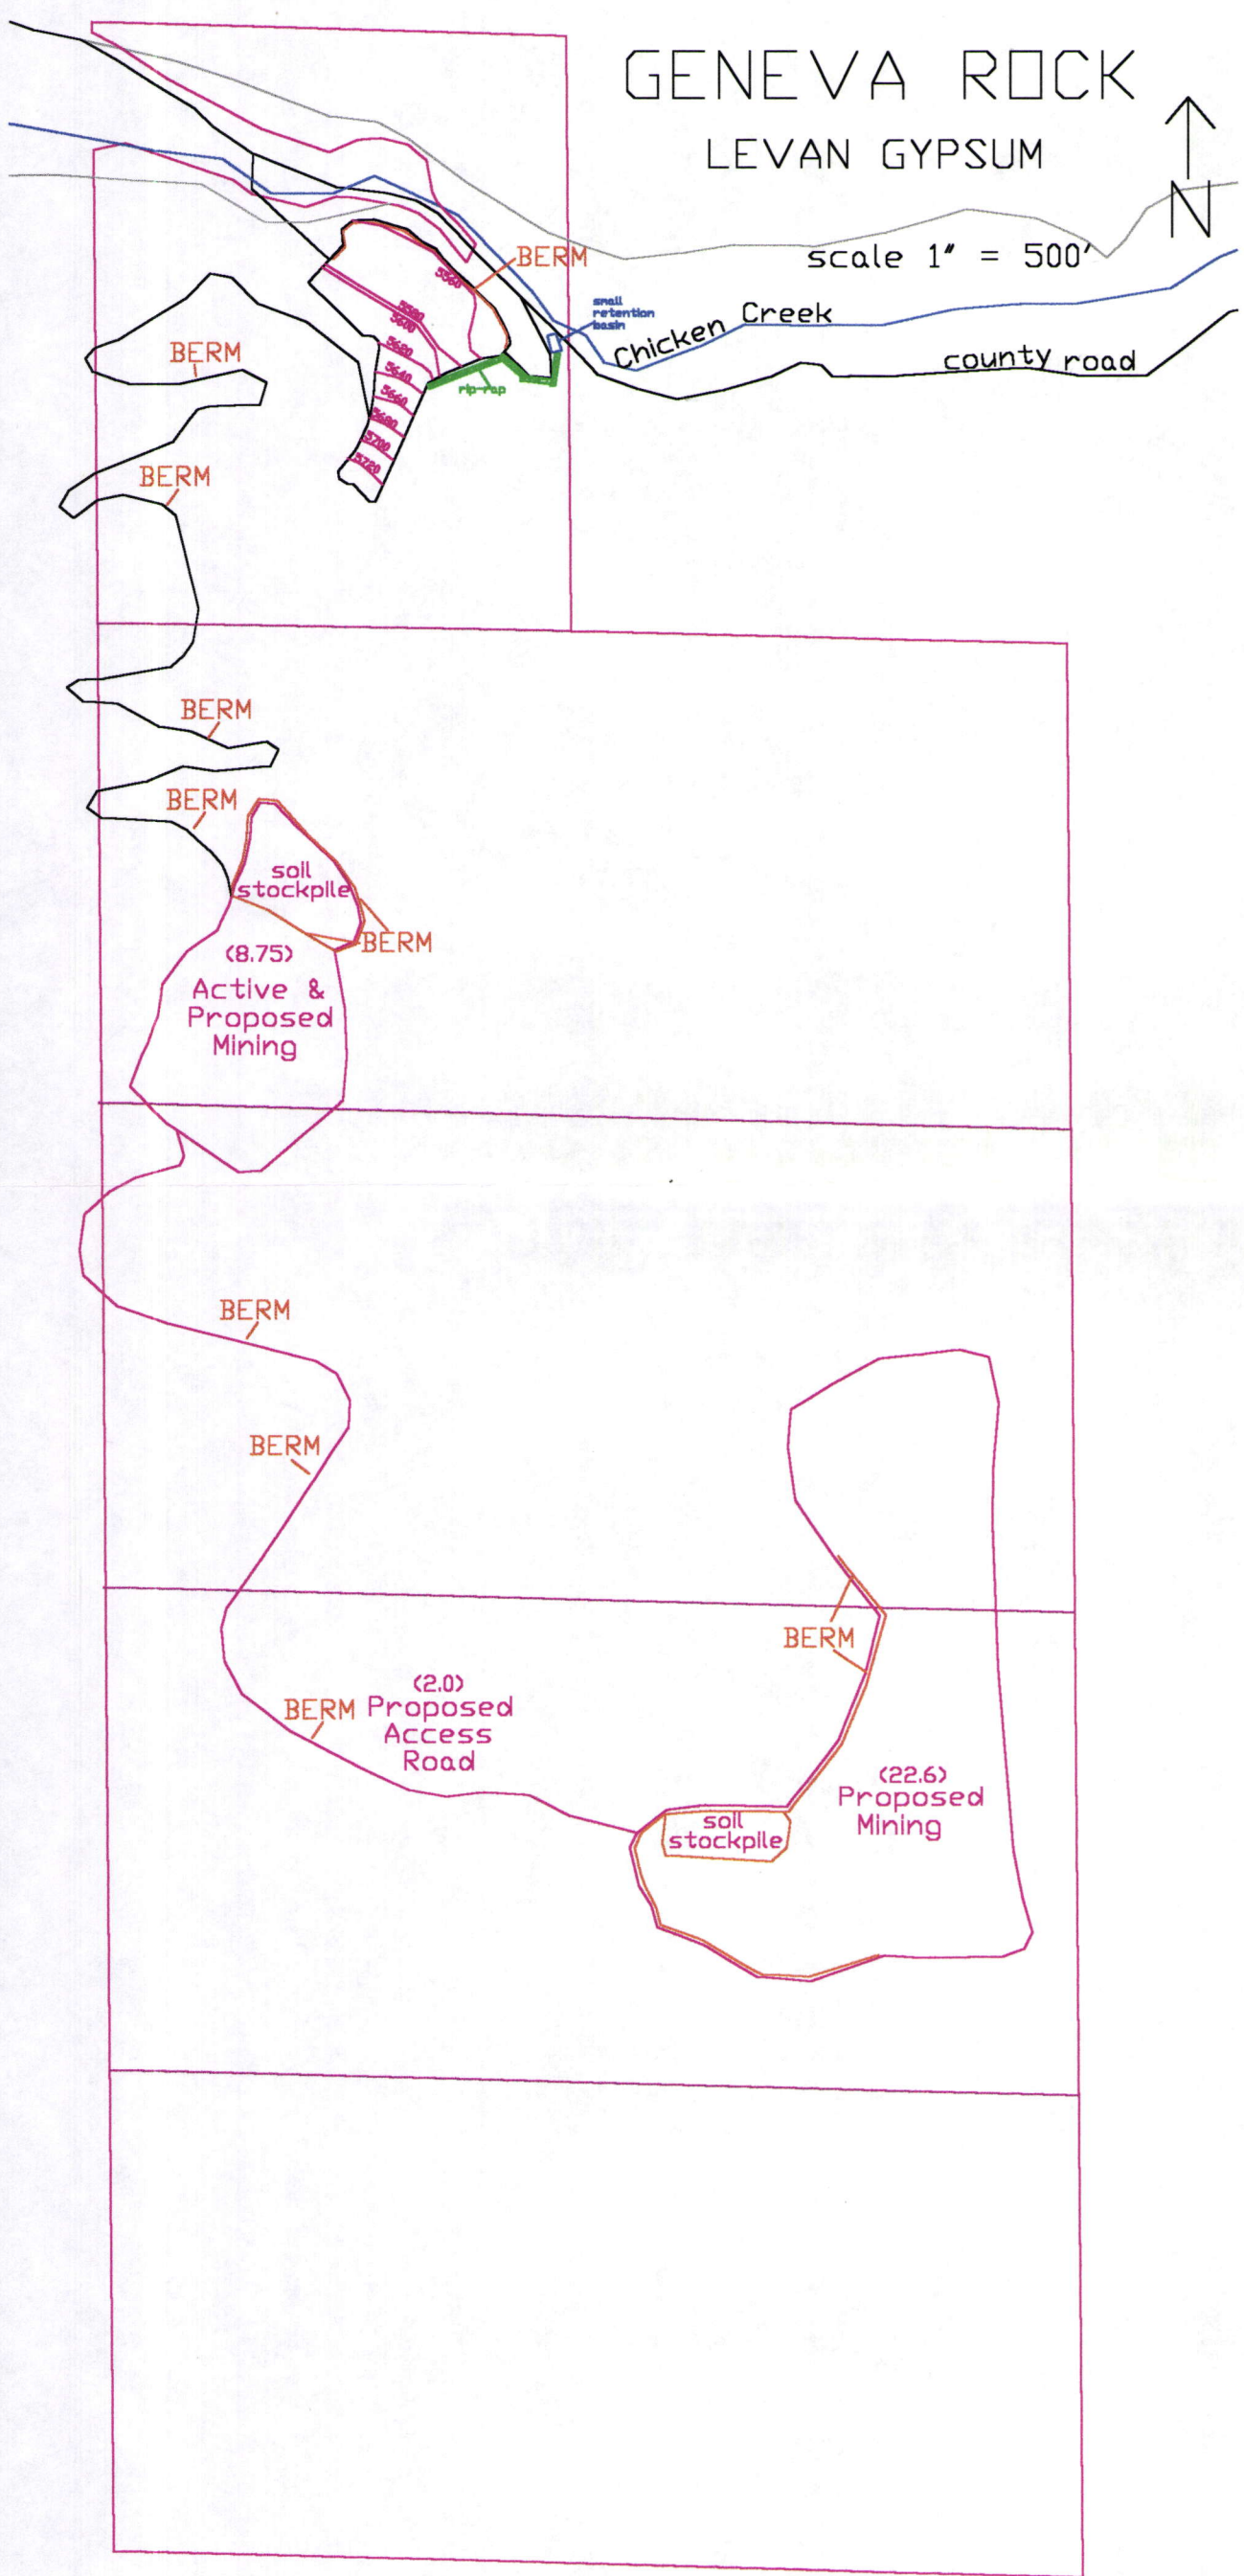 GENEVA ROCK
LEVAN GYPSUM
N
scale 1" = 500'
BERM
small
retention
basin
Chicken Creek
county road
5560
5580
5600
5620
5640
5660
5680
5700
5720
rip-rap
BERM
BERM
BERM
BERM
soil
stockpile
BERM
(8.75)
Active &
Proposed
Mining
BERM
BERM
BERM
BERM
(2.0)
Proposed
Access
Road
(22.6)
Proposed
Mining
soil
stockpile